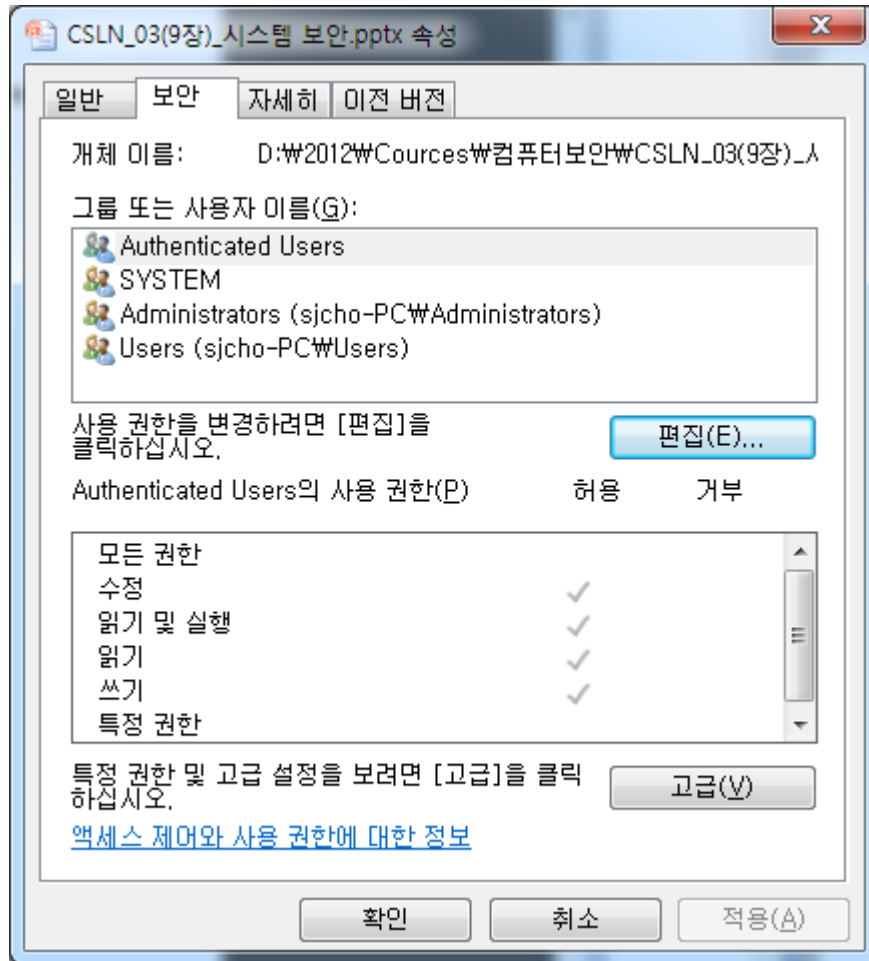 CSLN_03(9장)_시스템 보안.pptx 속성
일반 보안 자세히 이전 버전
개체 이름: D:₩2012₩Cources₩컴퓨터보안₩CSLN_03(9장)_시
그룹 또는 사용자 이름(G):
Authenticated Users
SYSTEM
Administrators (sjcho-PC₩Administrators)
Users (sjcho-PC₩Users)
사용 권한을 변경하려면 [편집]을
클릭하십시오.
편집(E)...
Authenticated Users의 사용 권한(P) 허용 거부
모든 권한
수정
읽기 및 실행
읽기
쓰기
특정 권한
특정 권한 및 고급 설정을 보려면 [고급]을 클릭
하십시오.
고급(V)
액세스 제어와 사용 권한에 대한 정보
확인 취소 적용(A)